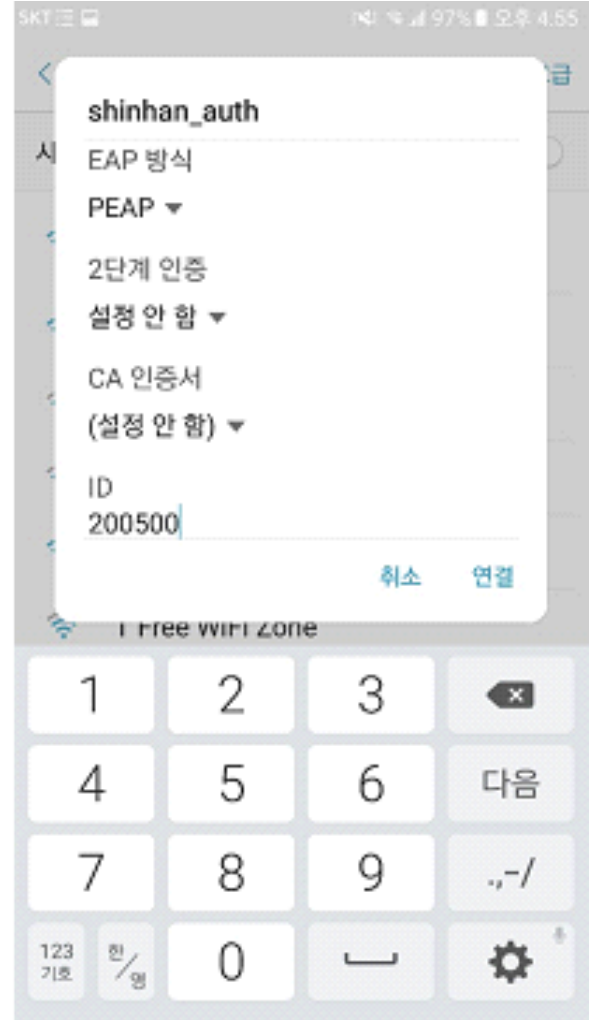 SKT
97% 오후 4:55
급
shinhan_auth
시
EAP 방식
PEAP
2단계 인증
설정 안 함
CA 인증서
(설정 안 함)
ID
200500
취소 연결
T Free WiFi Zone
1 2 3
4 5 6 다음
7 8 9 .,-/
123
기호
한/영
0